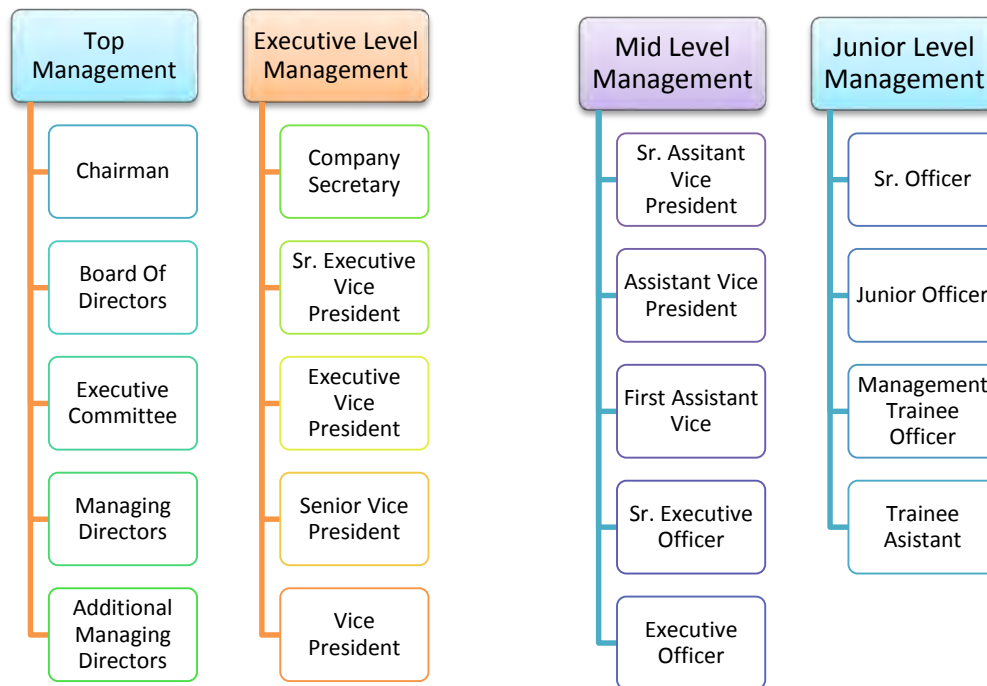 Top
Management
Chairman
Board Of
Directors
Executive
Committee
Managing
Directors
Additional
Managing
Directors
Executive Level
Management
Company
Secretary
Sr. Executive
Vice
President
Executive
Vice
President
Senior Vice
President
Vice
President
Mid Level
Management
Sr. Assitant
Vice
President
Assistant Vice
President
First Assistant
Vice
Sr. Executive
Officer
Executive
Officer
Junior Level
Management
Sr. Officer
Junior Officer
Management
Trainee
Officer
Trainee
Asistant